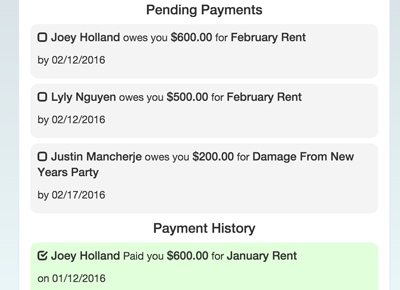 Pending Payments
Joey Holland owes you $600.00 for February Rent
by 02/12/2016
Lyly Nguyen owes you $500.00 for February Rent
by 02/12/2016
Justin Mancherje owes you $200.00 for Damage From New
Years Party
by 02/17/2016
Payment History
Joey Holland Paid you $600.00 for January Rent
on 01/12/2016